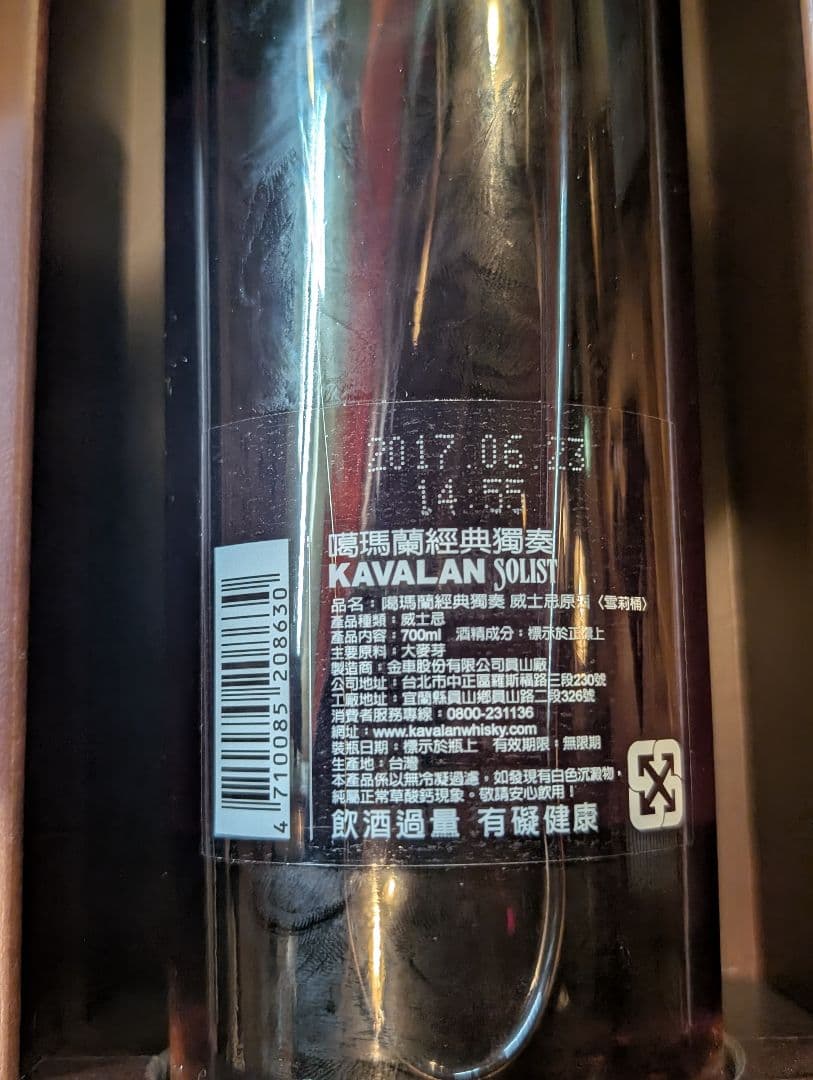 2017.06.23
14:55
噶瑪蘭經典獨奏
KAVALAN SOLIST
品名：噶瑪蘭經典獨奏 威士忌原酒〈雪莉桶〉
產品種類：威士忌
產品內容：700ml 酒精成分：標示於正標上
主要原料：大麥芽
製造商：金車股份有限公司員山廠
公司地址：台北市中正區羅斯福路三段230號
工廠地址：宜蘭縣員山鄉員山路二段326號
消費者服務專線：0800-231136
網址：www.kavalanwhisky.com
裝瓶日期：標示於瓶上 有效期限：無限期
生產地：台灣
本產品係以無冷凝過濾，如發現有白色沉澱物，
純屬正常草酸鈣現象。敬請安心飲用！
飲酒過量 有礙健康
4 710085 208630